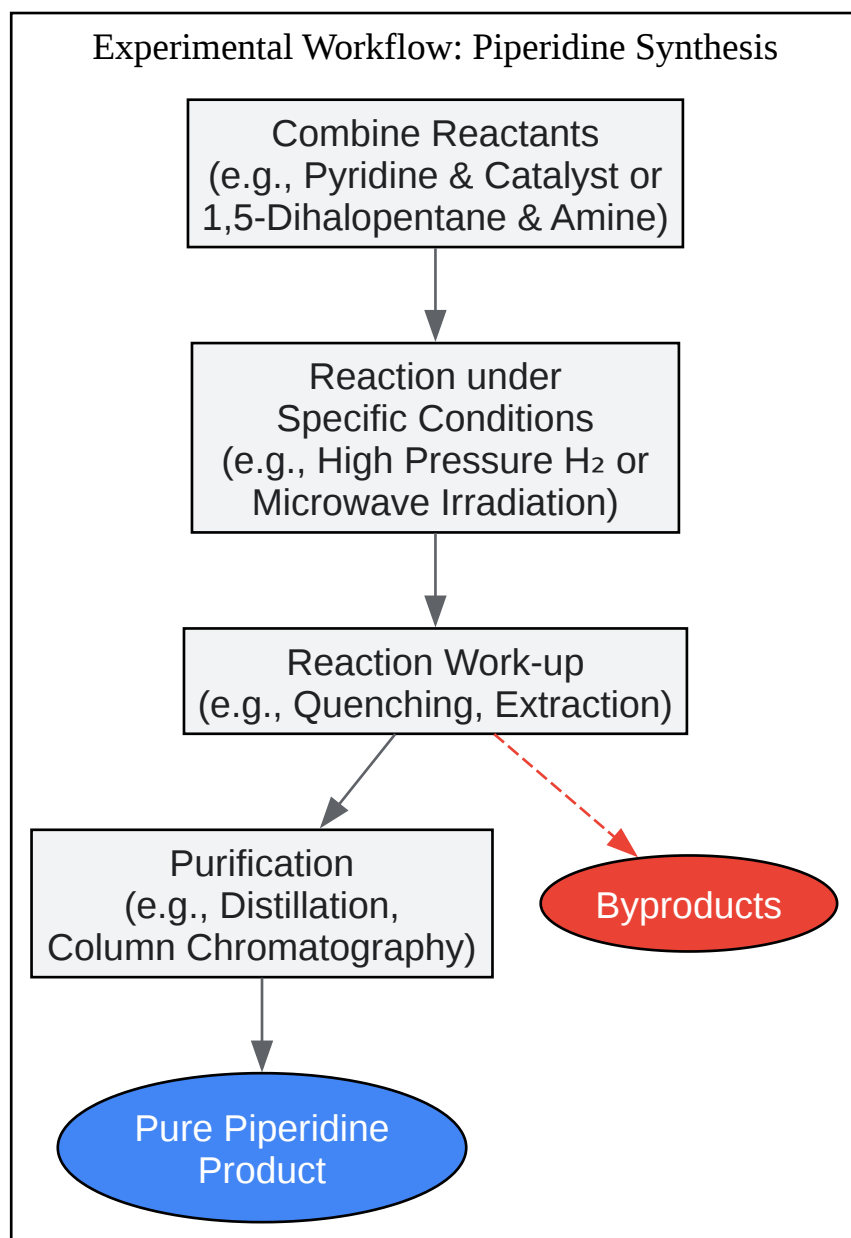 Experimental Workflow: Piperidine Synthesis
Combine Reactants
(e.g., Pyridine & Catalyst or
1,5-Dihalopentane & Amine)
Reaction under
Specific Conditions
(e.g., High Pressure H₂ or
Microwave Irradiation)
Reaction Work-up
(e.g., Quenching, Extraction)
Purification
(e.g., Distillation,
Column Chromatography)
Byproducts
Pure Piperidine
Product